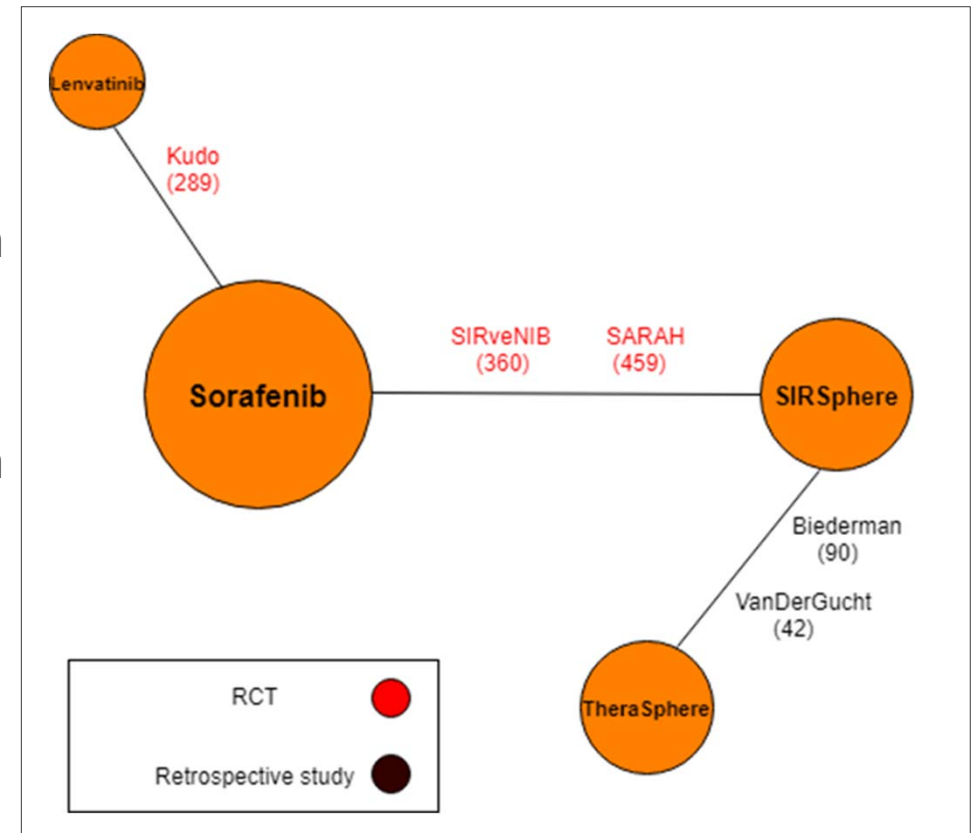 Lenvatinib
Kudo
(289)
SIRveNIB
(360)
SARAH
(459)
Sorafenib
SIRSphere
Biederman
(90)
VanDerGucht
(42)
TheraSphere
RCT
Retrospective study